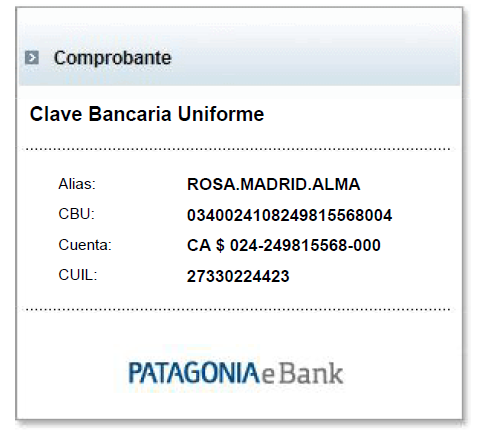 Comprobante
Clave Bancaria Uniforme
Alias: ROSA.MADRID.ALMA
CBU: 0340024108249815568004
Cuenta: CA $ 024-249815568-000
CUIL: 27330224423
PATAGONIA e Bank